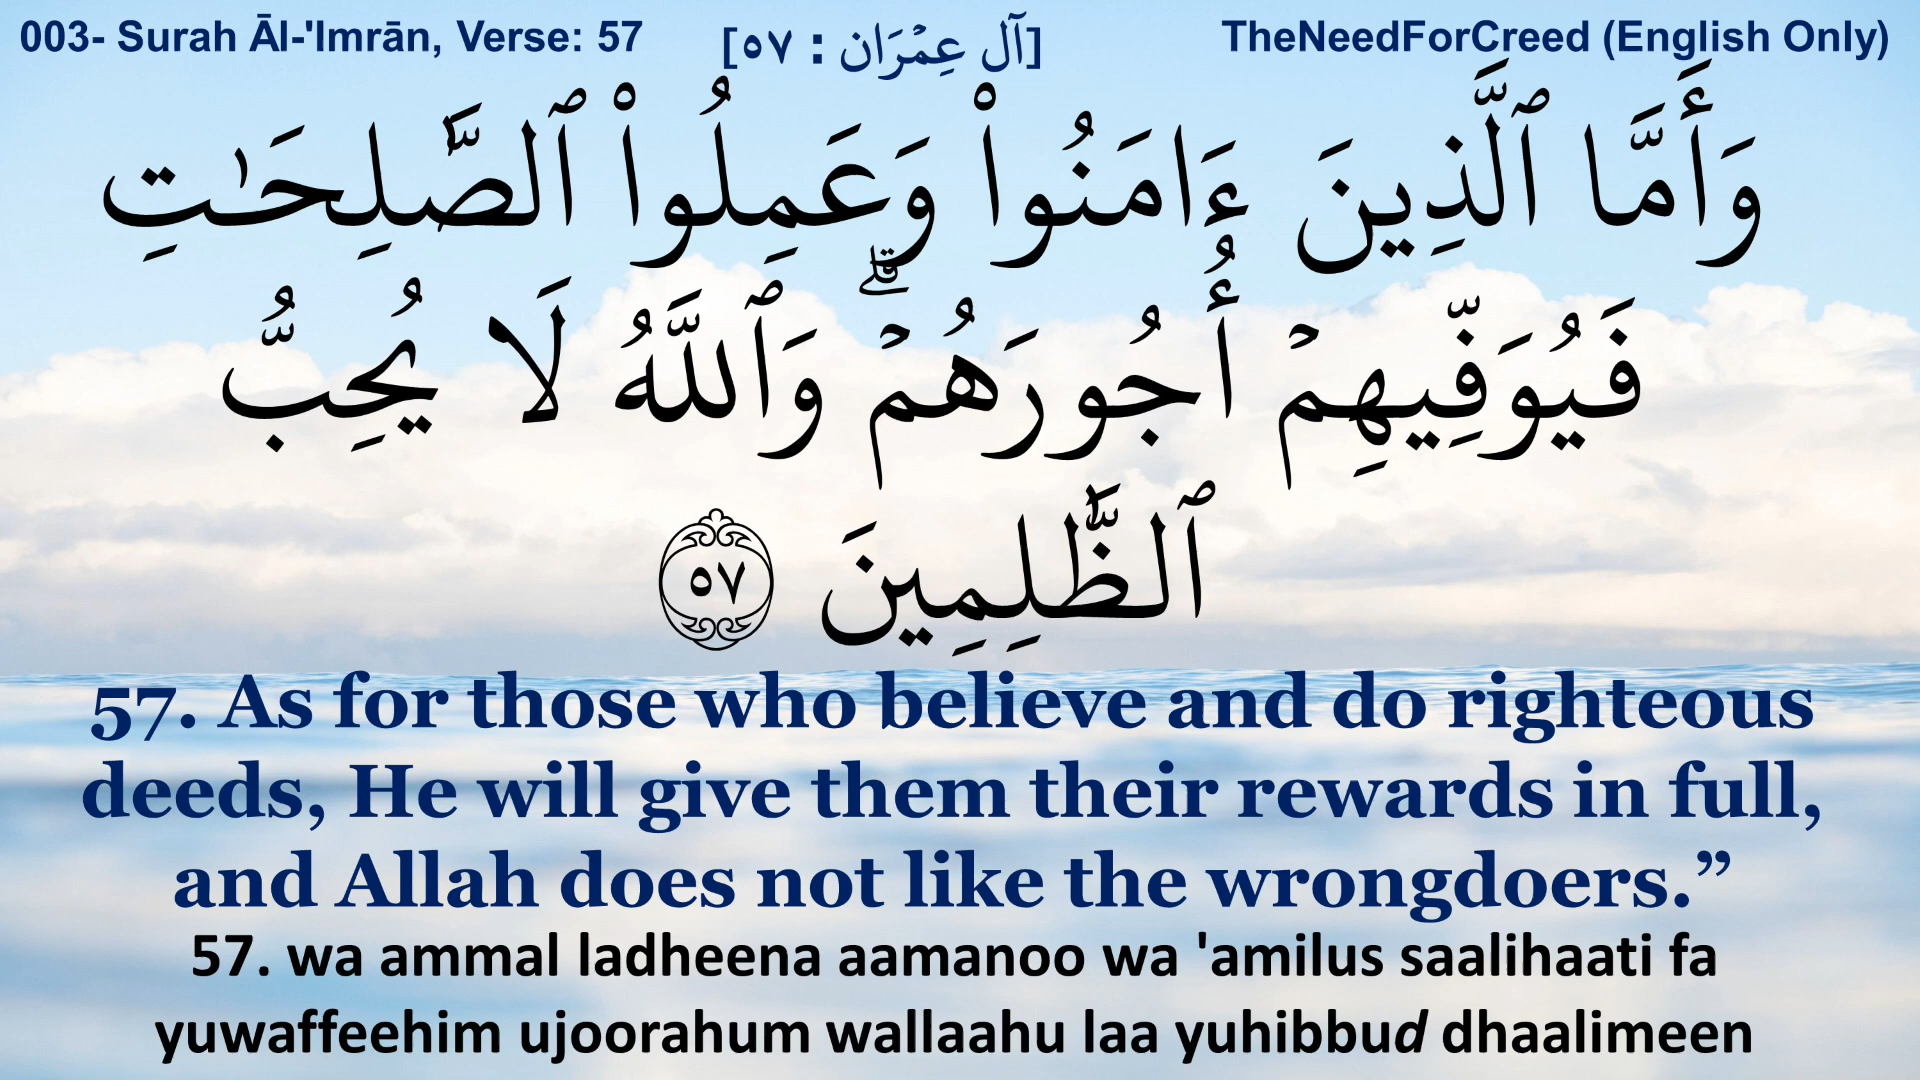 003- Surah Āl-'Imrān, Verse: 57
[آل عِمۡرَان : ٥٧]
TheNeedForCreed (English Only)
وَأَمَّا ٱلَّذِينَ ءَامَنُواْ وَعَمِلُواْ ٱلصَّٰلِحَٰتِ
فَيُوَفِّيهِمۡ أُجُورَهُمۡۗ وَٱللَّهُ لَا يُحِبُّ
ٱلظَّٰلِمِينَ ٥٧
57. As for those who believe and do righteous
deeds, He will give them their rewards in full,
and Allah does not like the wrongdoers.”
57. wa ammal ladheena aamanoo wa 'amilus saalihaati fa
yuwaffeehim ujoorahum wallaahu laa yuhibbud dhaalimeen